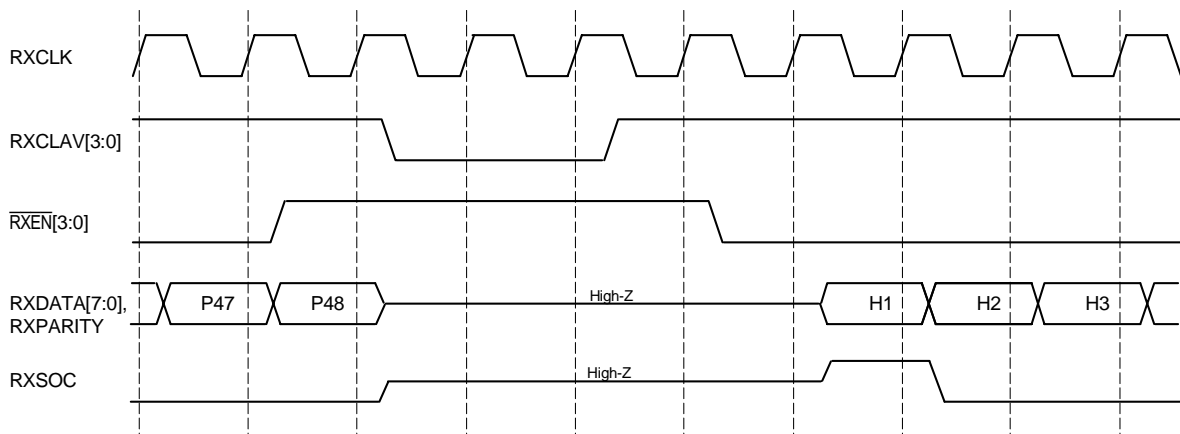 RXCLK
RXCLAV[3:0]
RXEN[3:0]
RXDATA[7:0],
RXPARITY
P47
P48
High-Z
H1
H2
H3
RXSOC
High-Z